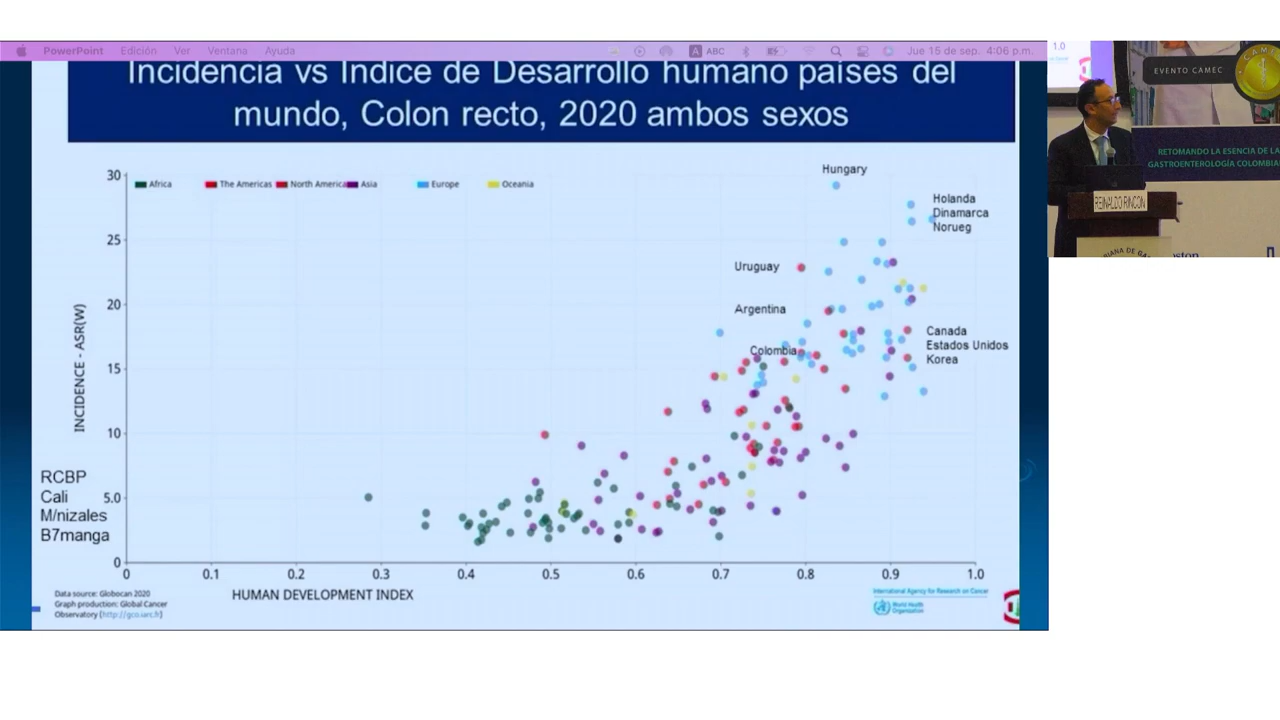 PowerPoint Edición Ver Ventana Ayuda
ABC
Jue 15 de sep. 4:06 p.m.
Incidencia vs Indice de Desarrollo humano países del
mundo, Colon recto, 2020 ambos sexos
Africa The Americas North America Asia Europe Oceania
Hungary
Holanda
Dinamarca
Norueg
Uruguay
Argentina
Colombia
Canada
Estados Unidos
Korea
INCIDENCE - ASR(W)
30
25
20
15
10
5.0
0
RCBP
Cali
M/nizales
B7manga
0 0.1 0.2 0.3 0.4 0.5 0.6 0.7 0.8 0.9 1.0
HUMAN DEVELOPMENT INDEX
Data source: Globocan 2020
Graph production: Global Cancer
Observatory (http://gco.iarc.fr)
International Agency for Research on Cancer
World Health
Organization
1.0
EVENTO CAMEC
CAMEC
RETOMANDO LA ESENCIA DE LA
GASTROENTEROLOGÍA COLOMBIA
REINALDO RINCON